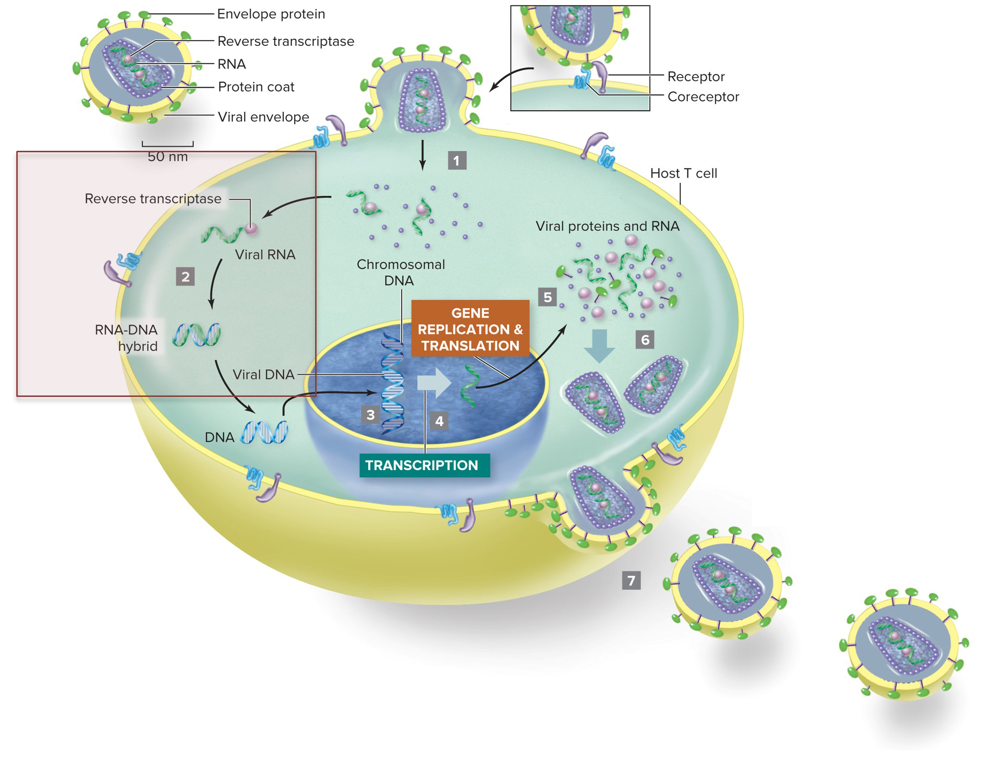 Envelope protein
Reverse transcriptase
RNA
Protein coat
Viral envelope
50 nm
Receptor
Coreceptor
1
Host T cell
Reverse transcriptase
Viral RNA
2
Chromosomal
DNA
Viral proteins and RNA
5
GENE
REPLICATION &
TRANSLATION
RNA-DNA
hybrid
6
Viral DNA
3
4
DNA
TRANSCRIPTION
7